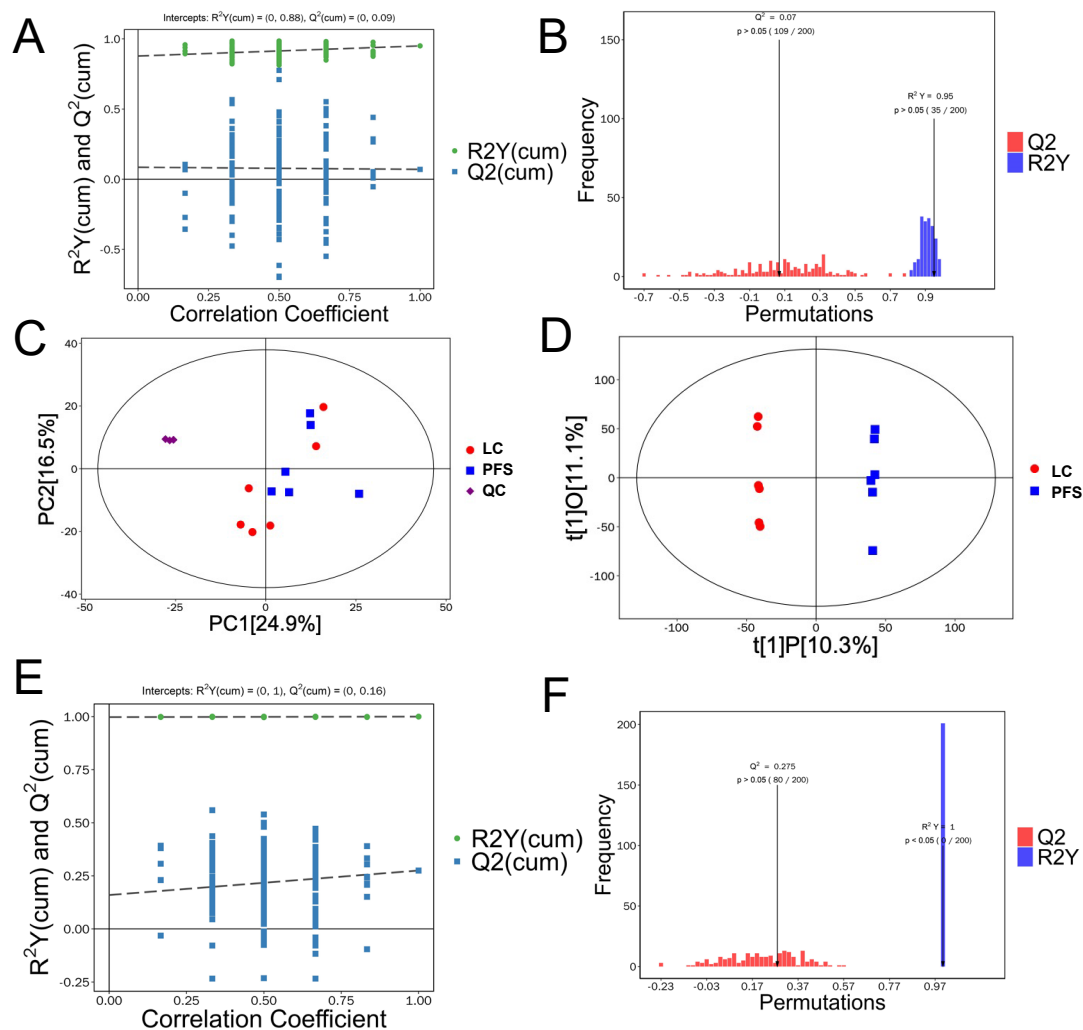 A
Intercepts: R²Y(cum) = (0, 0.88), Q²(cum) = (0, 0.09)
R²Y(cum) and Q²(cum)
1.0
0.5
0.0
-0.5
0.00 0.25 0.50 0.75 1.00
Correlation Coefficient
R2Y(cum)
Q2(cum)
B
Q² = 0.07
p > 0.05 ( 109 / 200)
R² Y = 0.95
p > 0.05 ( 35 / 200)
Frequency
150
100
50
0
-0.7 -0.5 -0.3 -0.1 0.1 0.3 0.5 0.7 0.9
Permutations
Q2
R2Y
C
PC2[16.5%]
40
20
0
-20
-40
-50 -25 0 25 50
PC1[24.9%]
LC
PFS
QC
D
t[1]O[11.1%]
100
50
0
-50
-100
-100 -50 0 50 100
t[1]P[10.3%]
LC
PFS
E
Intercepts: R²Y(cum) = (0, 1), Q²(cum) = (0, 0.16)
R²Y(cum) and Q²(cum)
1.00
0.75
0.50
0.25
0.00
-0.25
0.00 0.25 0.50 0.75 1.00
Correlation Coefficient
R2Y(cum)
Q2(cum)
F
Q² = 0.275
p > 0.05 ( 80 / 200)
R² Y = 1
p < 0.05 ( 0 / 200)
Frequency
200
150
100
50
0
-0.23 -0.03 0.17 0.37 0.57 0.77 0.97
Permutations
Q2
R2Y